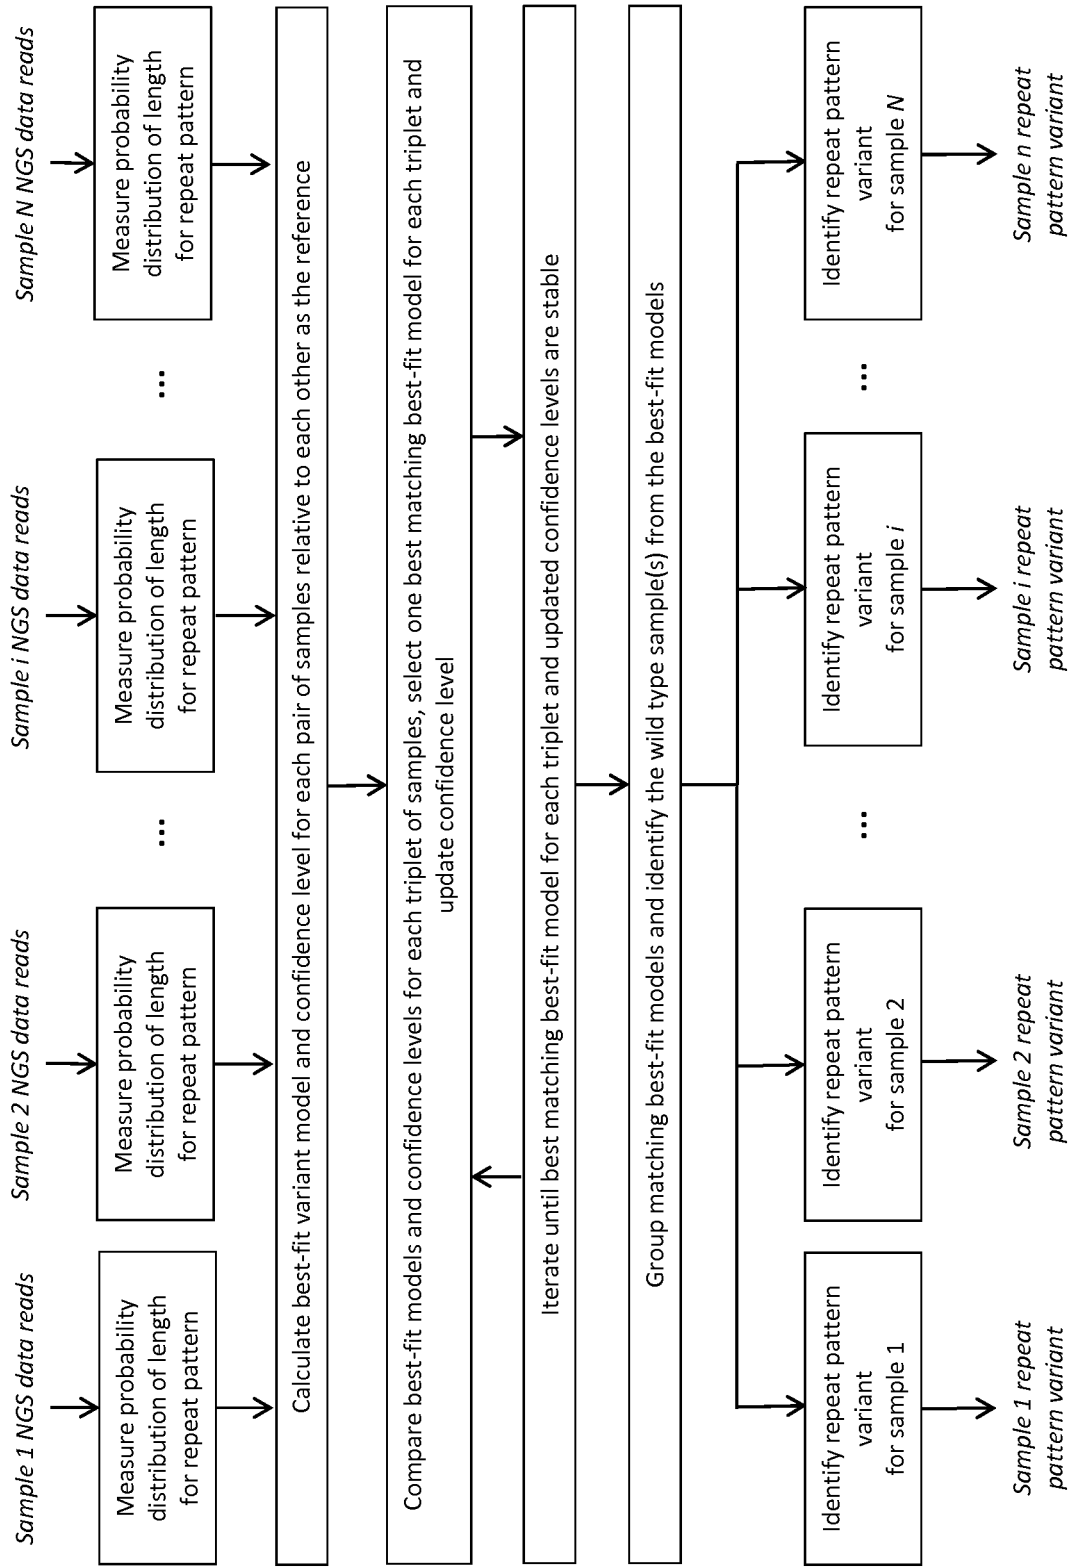 Sample 1 NGS data reads
Sample 2 NGS data reads
Sample i NGS data reads
Sample N NGS data reads
Measure probability
distribution of length
for repeat pattern
Measure probability
distribution of length
for repeat pattern
...
Measure probability
distribution of length
for repeat pattern
...
Measure probability
distribution of length
for repeat pattern
Calculate best-fit variant model and confidence level for each pair of samples relative to each other as the reference
Compare best-fit models and confidence levels for each triplet of samples, select one best matching best-fit model for each triplet and
update confidence level
Iterate until best matching best-fit model for each triplet and updated confidence levels are stable
Group matching best-fit models and identify the wild type sample(s) from the best-fit models
Identify repeat pattern
variant
for sample 1
Identify repeat pattern
variant
for sample 2
...
Identify repeat pattern
variant
for sample i
...
Identify repeat pattern
variant
for sample N
Sample 1 repeat
pattern variant
Sample 2 repeat
pattern variant
Sample i repeat
pattern variant
Sample n repeat
pattern variant